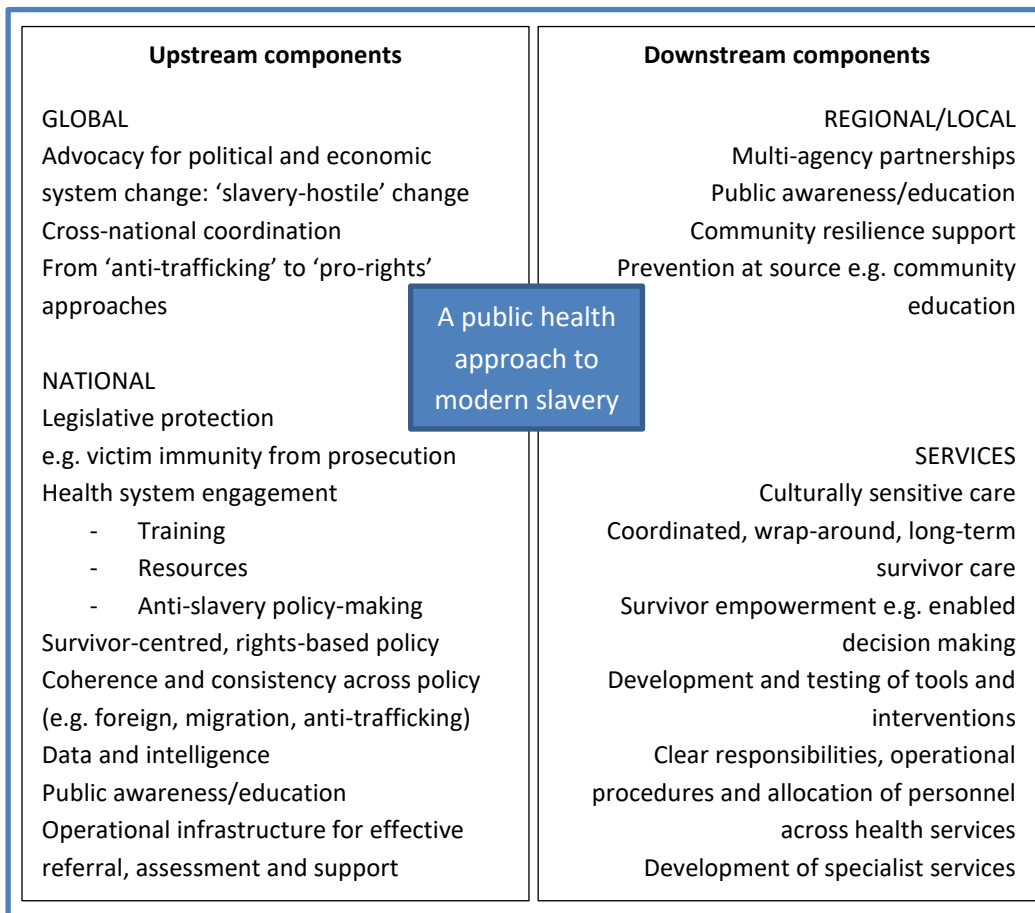 Upstream components
GLOBAL
Advocacy for political and economic
system change: ‘slavery-hostile’ change
Cross-national coordination
From ‘anti-trafficking’ to ‘pro-rights’
approaches
NATIONAL
Legislative protection
e.g. victim immunity from prosecution
Health system engagement
- Training
- Resources
- Anti-slavery policy-making
Survivor-centred, rights-based policy
Coherence and consistency across policy
(e.g. foreign, migration, anti-trafficking)
Data and intelligence
Public awareness/education
Operational infrastructure for effective
referral, assessment and support
A public health
approach to
modern slavery
Downstream components
REGIONAL/LOCAL
Multi-agency partnerships
Public awareness/education
Community resilience support
Prevention at source e.g. community
education
SERVICES
Culturally sensitive care
Coordinated, wrap-around, long-term
survivor care
Survivor empowerment e.g. enabled
decision making
Development and testing of tools and
interventions
Clear responsibilities, operational
procedures and allocation of personnel
across health services
Development of specialist services